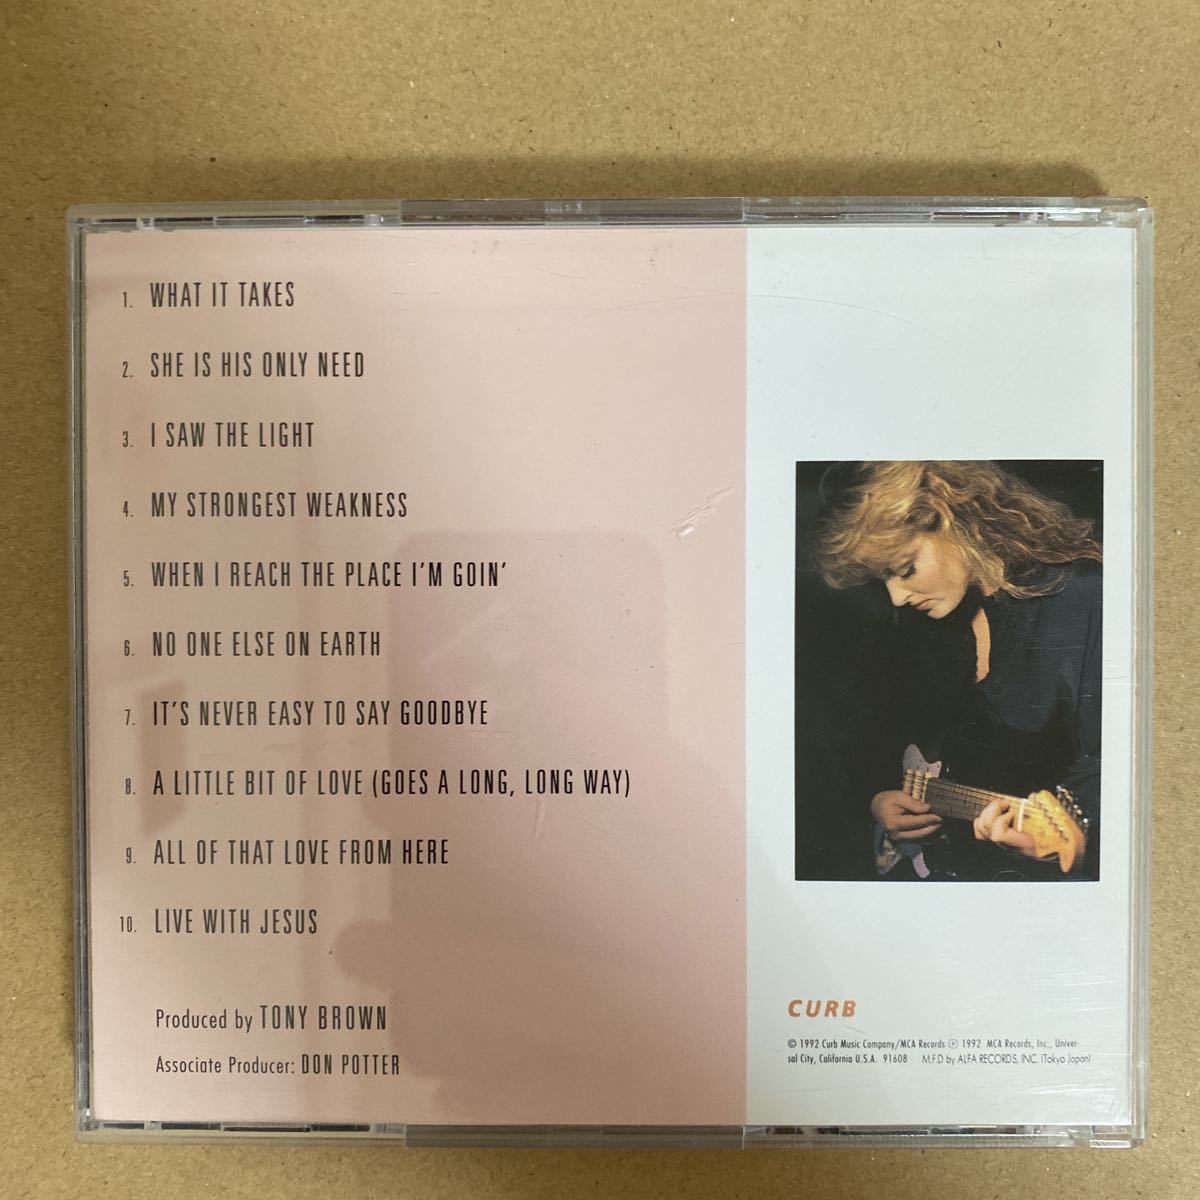 1. WHAT IT TAKES
2. SHE IS HIS ONLY NEED
3. I SAW THE LIGHT
4. MY STRONGEST WEAKNESS
5. WHEN I REACH THE PLACE I'M GOIN'
6. NO ONE ELSE ON EARTH
7. IT'S NEVER EASY TO SAY GOODBYE
8. A LITTLE BIT OF LOVE (GOES A LONG, LONG WAY)
9. ALL OF THAT LOVE FROM HERE
10. LIVE WITH JESUS
Produced by TONY BROWN
Associate Producer: DON POTTER
CURB
© 1992 Curb Music Company/MCA Records ℗ 1992 MCA Records, Inc., Univer-
sal City, California U.S.A. 91608 M.F.D by ALFA RECORDS, INC. (Tokyo Japan)